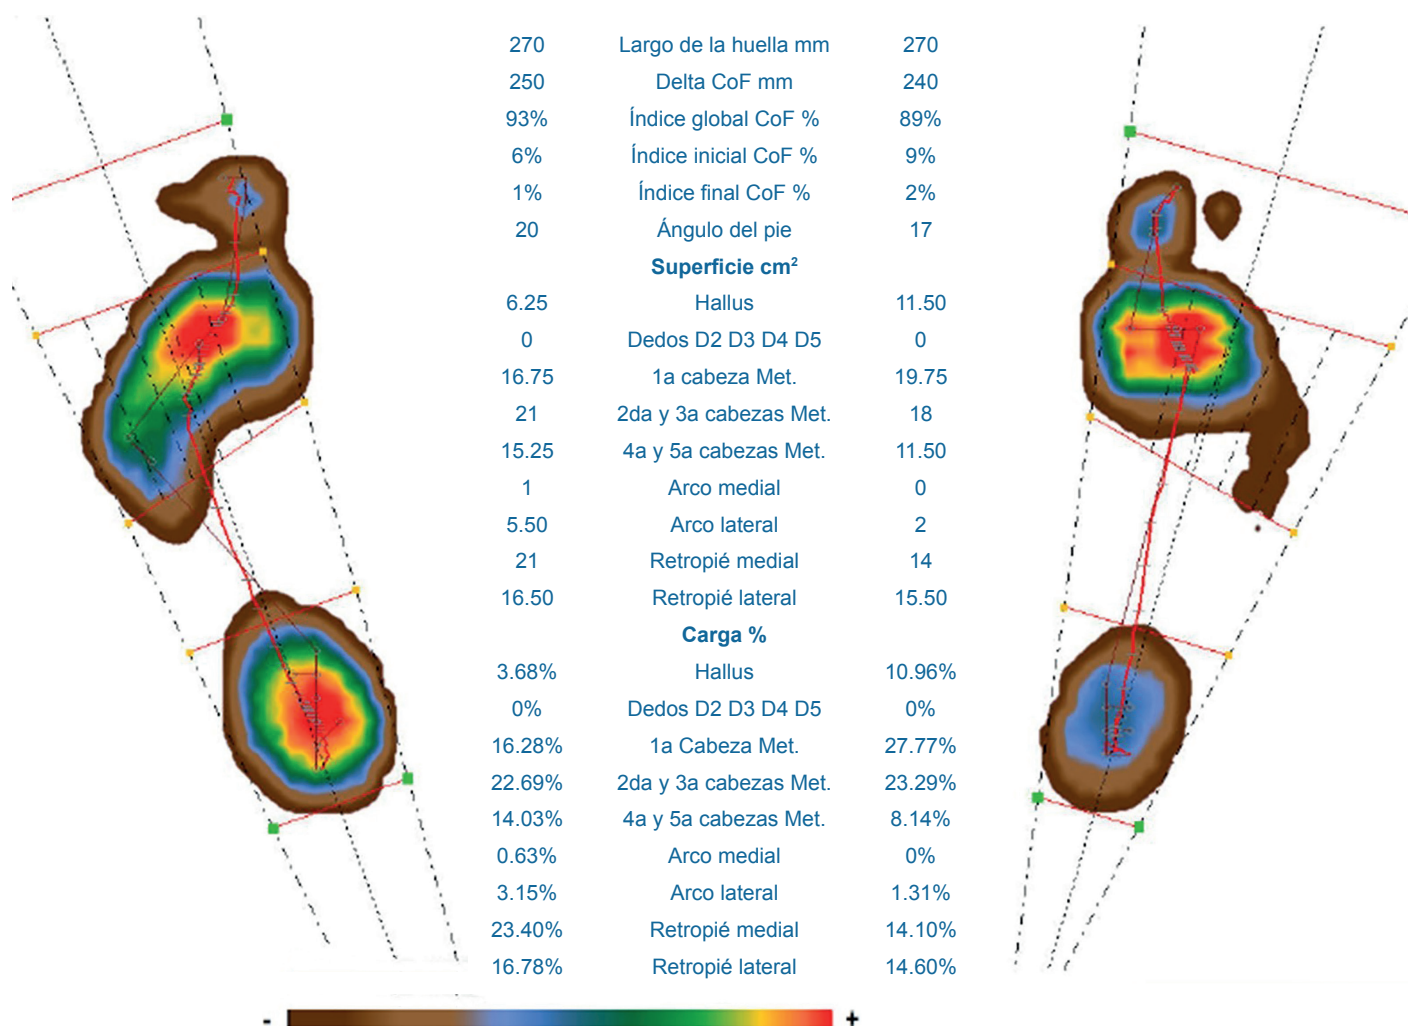 270 Largo de la huella mm 270
250 Delta CoF mm 240
93% Índice global CoF % 89%
6% Índice inicial CoF % 9%
1% Índice final CoF % 2%
20 Ángulo del pie 17
Superficie cm²
6.25 Hallus 11.50
0 Dedos D2 D3 D4 D5 0
16.75 1a cabeza Met. 19.75
21 2da y 3a cabezas Met. 18
15.25 4a y 5a cabezas Met. 11.50
1 Arco medial 0
5.50 Arco lateral 2
21 Retropié medial 14
16.50 Retropié lateral 15.50
Carga %
3.68% Hallus 10.96%
0% Dedos D2 D3 D4 D5 0%
16.28% 1a Cabeza Met. 27.77%
22.69% 2da y 3a cabezas Met. 23.29%
14.03% 4a y 5a cabezas Met. 8.14%
0.63% Arco medial 0%
3.15% Arco lateral 1.31%
23.40% Retropié medial 14.10%
16.78% Retropié lateral 14.60%
- +